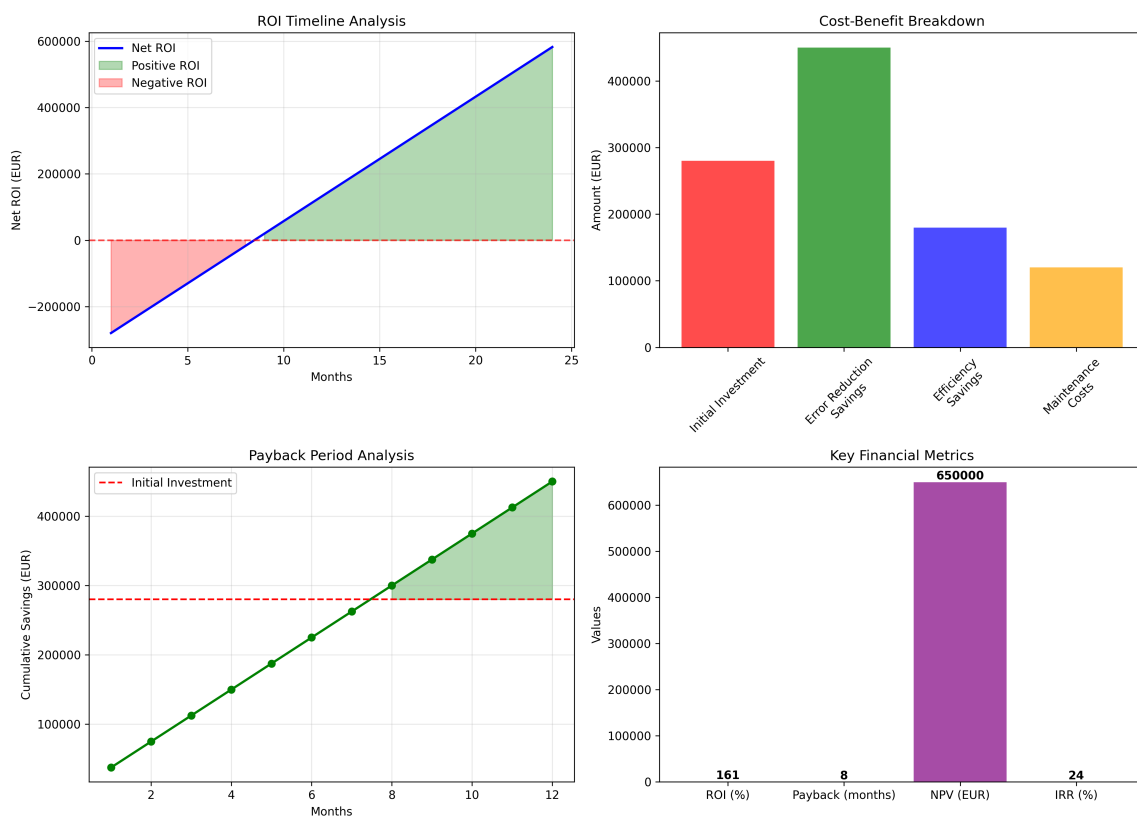 ROI Timeline Analysis
Net ROI
Positive ROI
Negative ROI
Net ROI (EUR)
600000
400000
200000
0
−200000
0
5
10
15
20
25
Months
Cost-Benefit Breakdown
Amount (EUR)
400000
300000
200000
100000
0
Initial Investment
Error Reduction
Savings
Efficiency
Savings
Maintenance
Costs
Payback Period Analysis
Initial Investment
Cumulative Savings (EUR)
400000
300000
200000
100000
2
4
6
8
10
12
Months
Key Financial Metrics
Values
600000
500000
400000
300000
200000
100000
0
161
8
650000
24
ROI (%)
Payback (months)
NPV (EUR)
IRR (%)